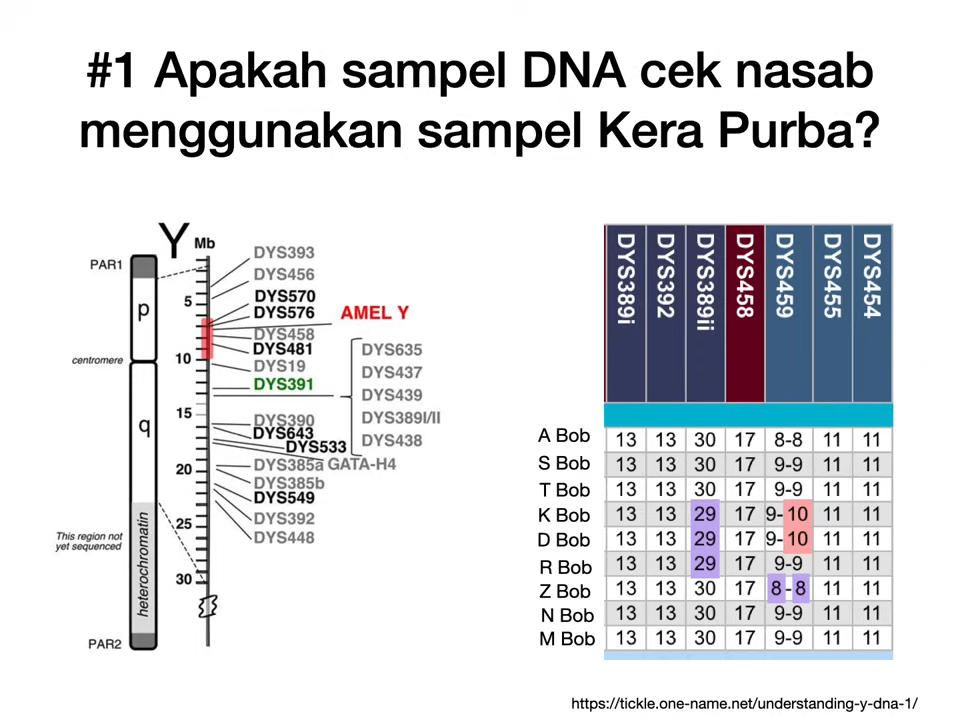 #1 Apakah sampel DNA cek nasab
menggunakan sampel Kera Purba?
Y
Mb
PAR1
p
centromere
q
This region not
yet sequenced
heterochromatin
PAR2
5
10
15
20
25
30
DYS393
DYS456
DYS570
DYS576
AMEL Y
DYS458
DYS481
DYS19
DYS391
DYS635
DYS437
DYS439
DYS389I/II
DYS438
DYS390
DYS643
DYS533
DYS385a GATA-H4
DYS385b
DYS549
DYS392
DYS448
DYS389i DYS392 DYS389ii DYS458 DYS459 DYS455 DYS454
A Bob 13 13 30 17 8-8 11 11
S Bob 13 13 30 17 9-9 11 11
T Bob 13 13 30 17 9-9 11 11
K Bob 13 13 29 17 9-10 11 11
D Bob 13 13 29 17 9-10 11 11
R Bob 13 13 29 17 9-9 11 11
Z Bob 13 13 30 17 8-8 11 11
N Bob 13 13 30 17 9-9 11 11
M Bob 13 13 30 17 9-9 11 11
https://tickle.one-name.net/understanding-y-dna-1/